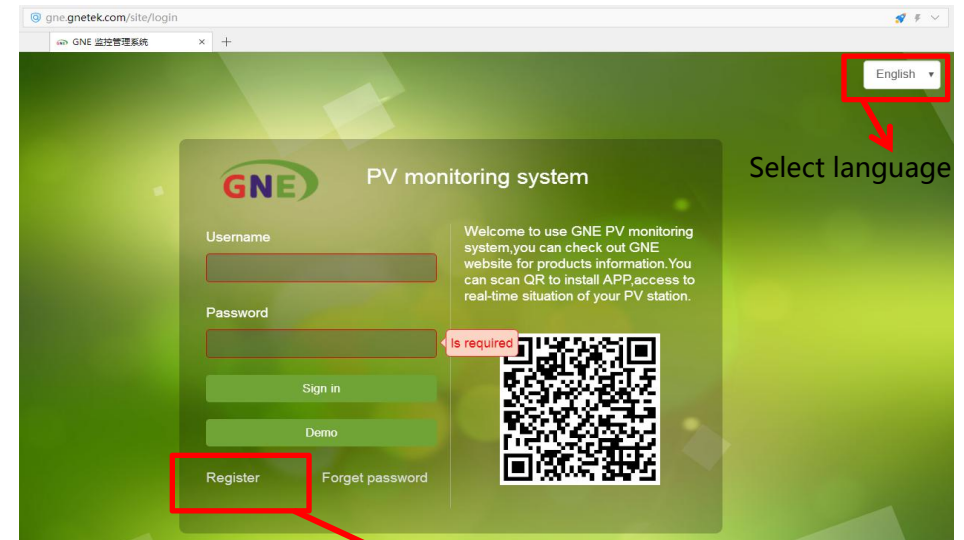 gne.gnetek.com/site/login
GNE 监控管理系统
English
Select language
GNE
PV monitoring system
Username
Password
Is required
Sign in
Demo
Register
Forget password
Welcome to use GNE PV monitoring
system,you can check out GNE
website for products information.You
can scan QR to install APP,access to
real-time situation of your PV station.